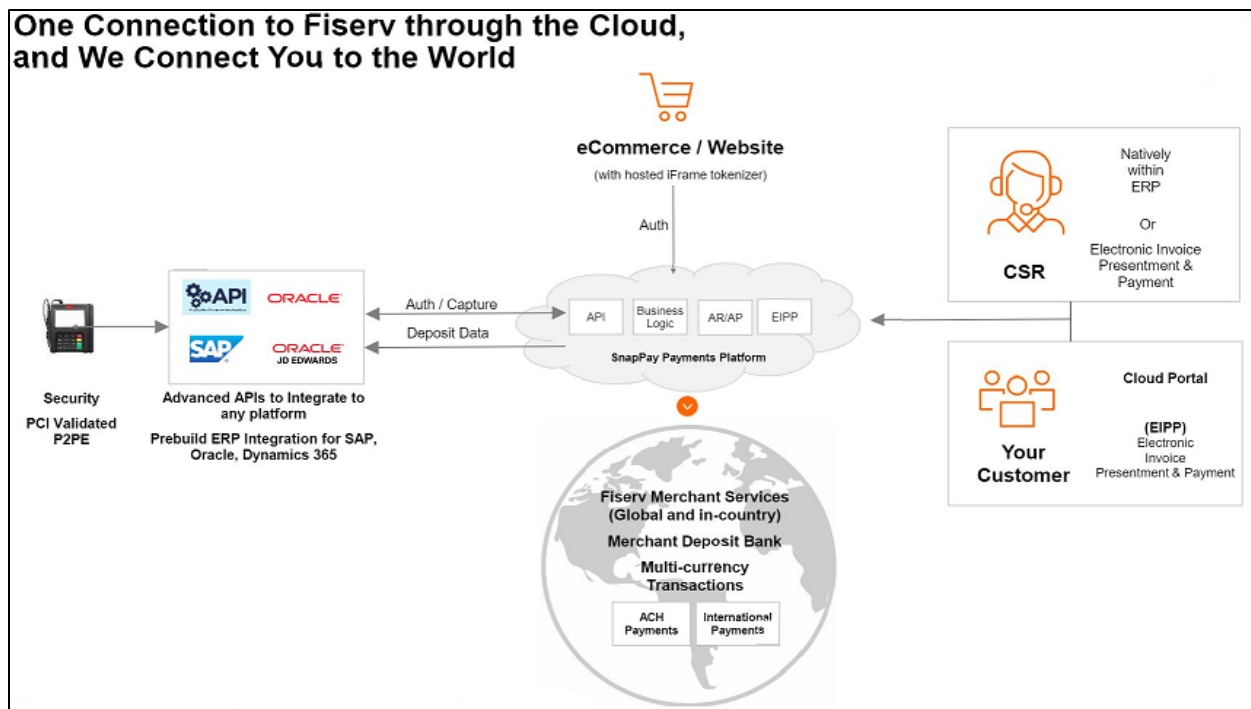 One Connection to Fiserv through the Cloud,
and We Connect You to the World
eCommerce / Website
(with hosted iFrame tokenizer)
Auth
CSR
Natively
within
ERP
Or
Electronic Invoice
Presentment &
Payment
API
ORACLE
SAP
ORACLE
JD EDWARDS
Auth / Capture
Deposit Data
API
Business
Logic
AR/AP
EIPP
SnapPay Payments Platform
Security
PCI Validated
P2PE
Advanced APIs to Integrate to
any platform
Prebuild ERP Integration for SAP,
Oracle, Dynamics 365
Your
Customer
Cloud Portal
(EIPP)
Electronic
Invoice
Presentment & Payment
Fiserv Merchant Services
(Global and in-country)
Merchant Deposit Bank
Multi-currency
Transactions
ACH
Payments
International
Payments